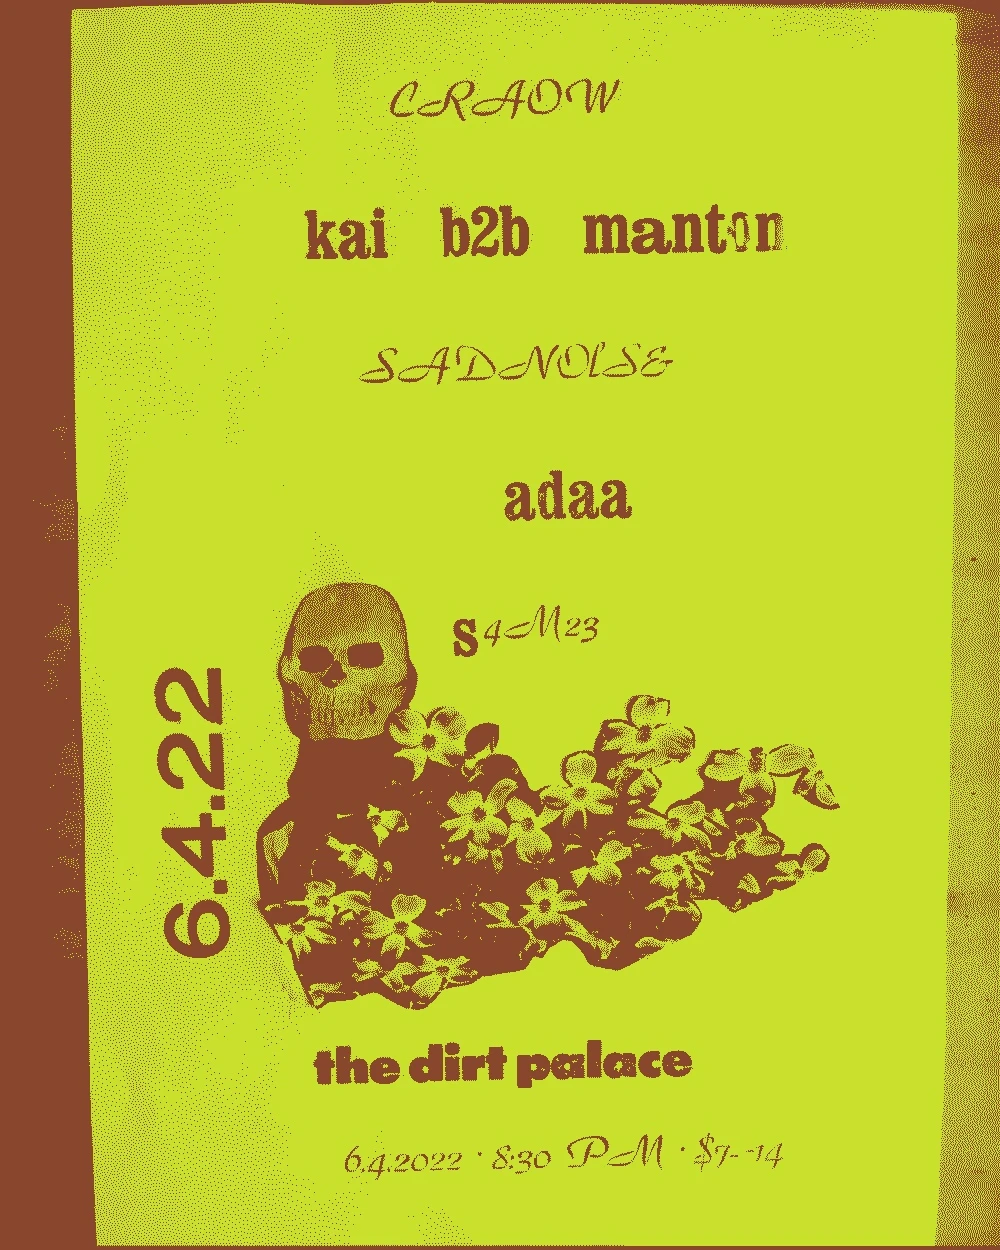 CRAOW
kai b2b manton
SADNOISE
adaa
s4M23
6.4.22
the dirt palace
6.4.2022 · 8:30 PM · $7--14